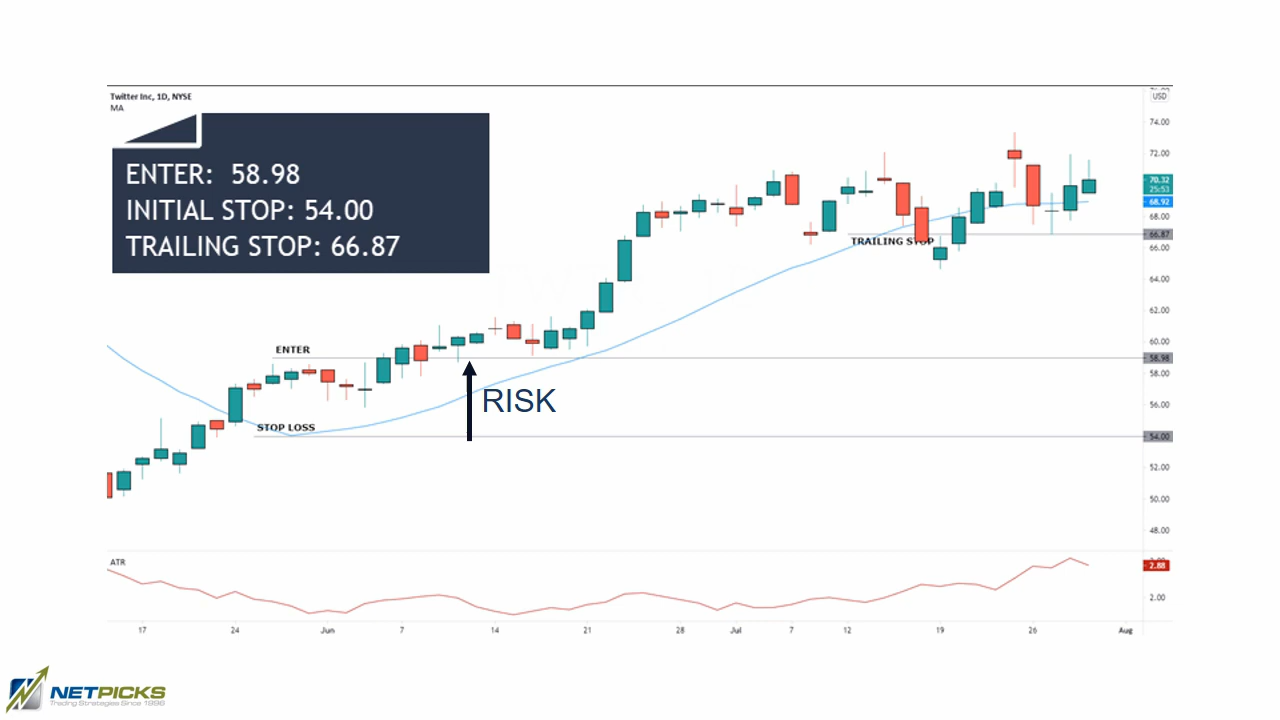 Twitter Inc, 1D, NYSE
MA
ENTER: 58.98
INITIAL STOP: 54.00
TRAILING STOP: 66.87
USD
74.00
72.00
70.32
25:53
68.92
68.00
66.87
66.00
64.00
62.00
60.00
58.98
58.00
56.00
54.00
52.00
50.00
48.00
TRAILING STOP
ENTER
RISK
STOP LOSS
ATR
2.88
2.00
17 24 Jun 7 14 21 28 Jul 7 12 19 26 Aug
NETPICKS
Trading Strategies Since 1996